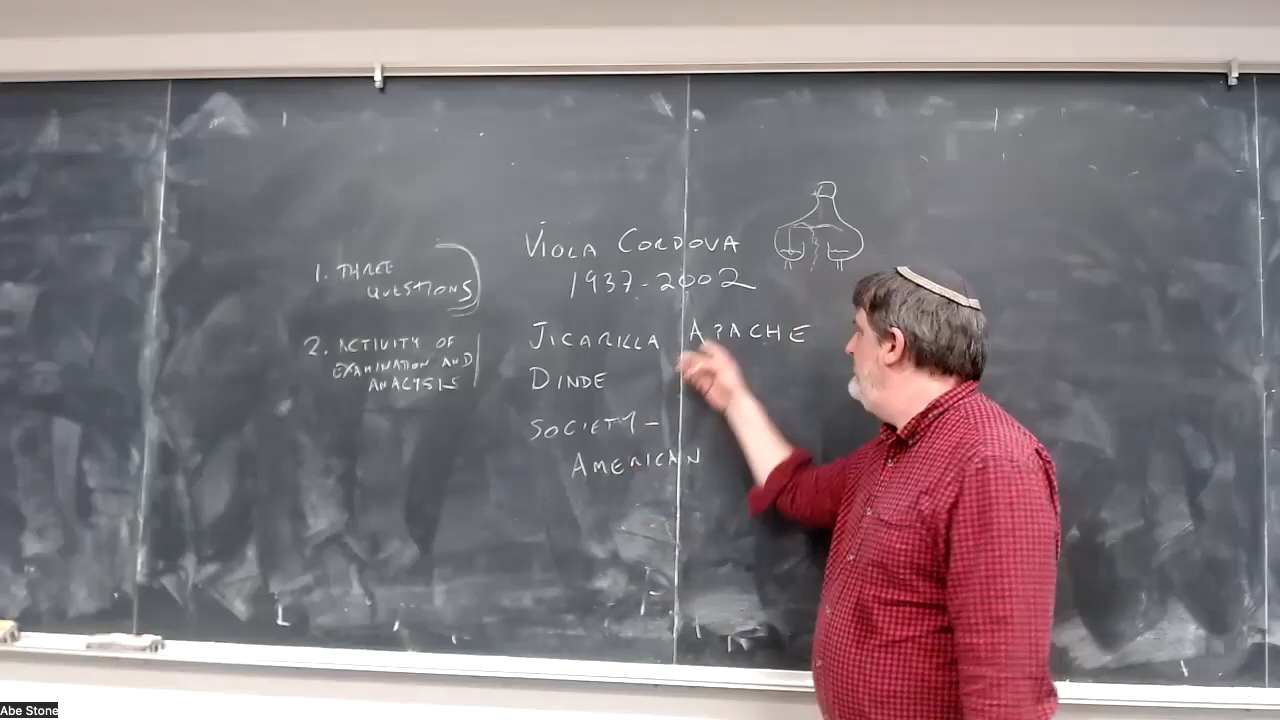 1. THREE
QUESTIONS
2. ACTIVITY OF
EXAMINATION AND
ANALYSIS
VIOLA CORDOVA
1937-2002
JICARILLA APACHE
DINDE
SOCIETY -
AMERICAN
Abe Stone